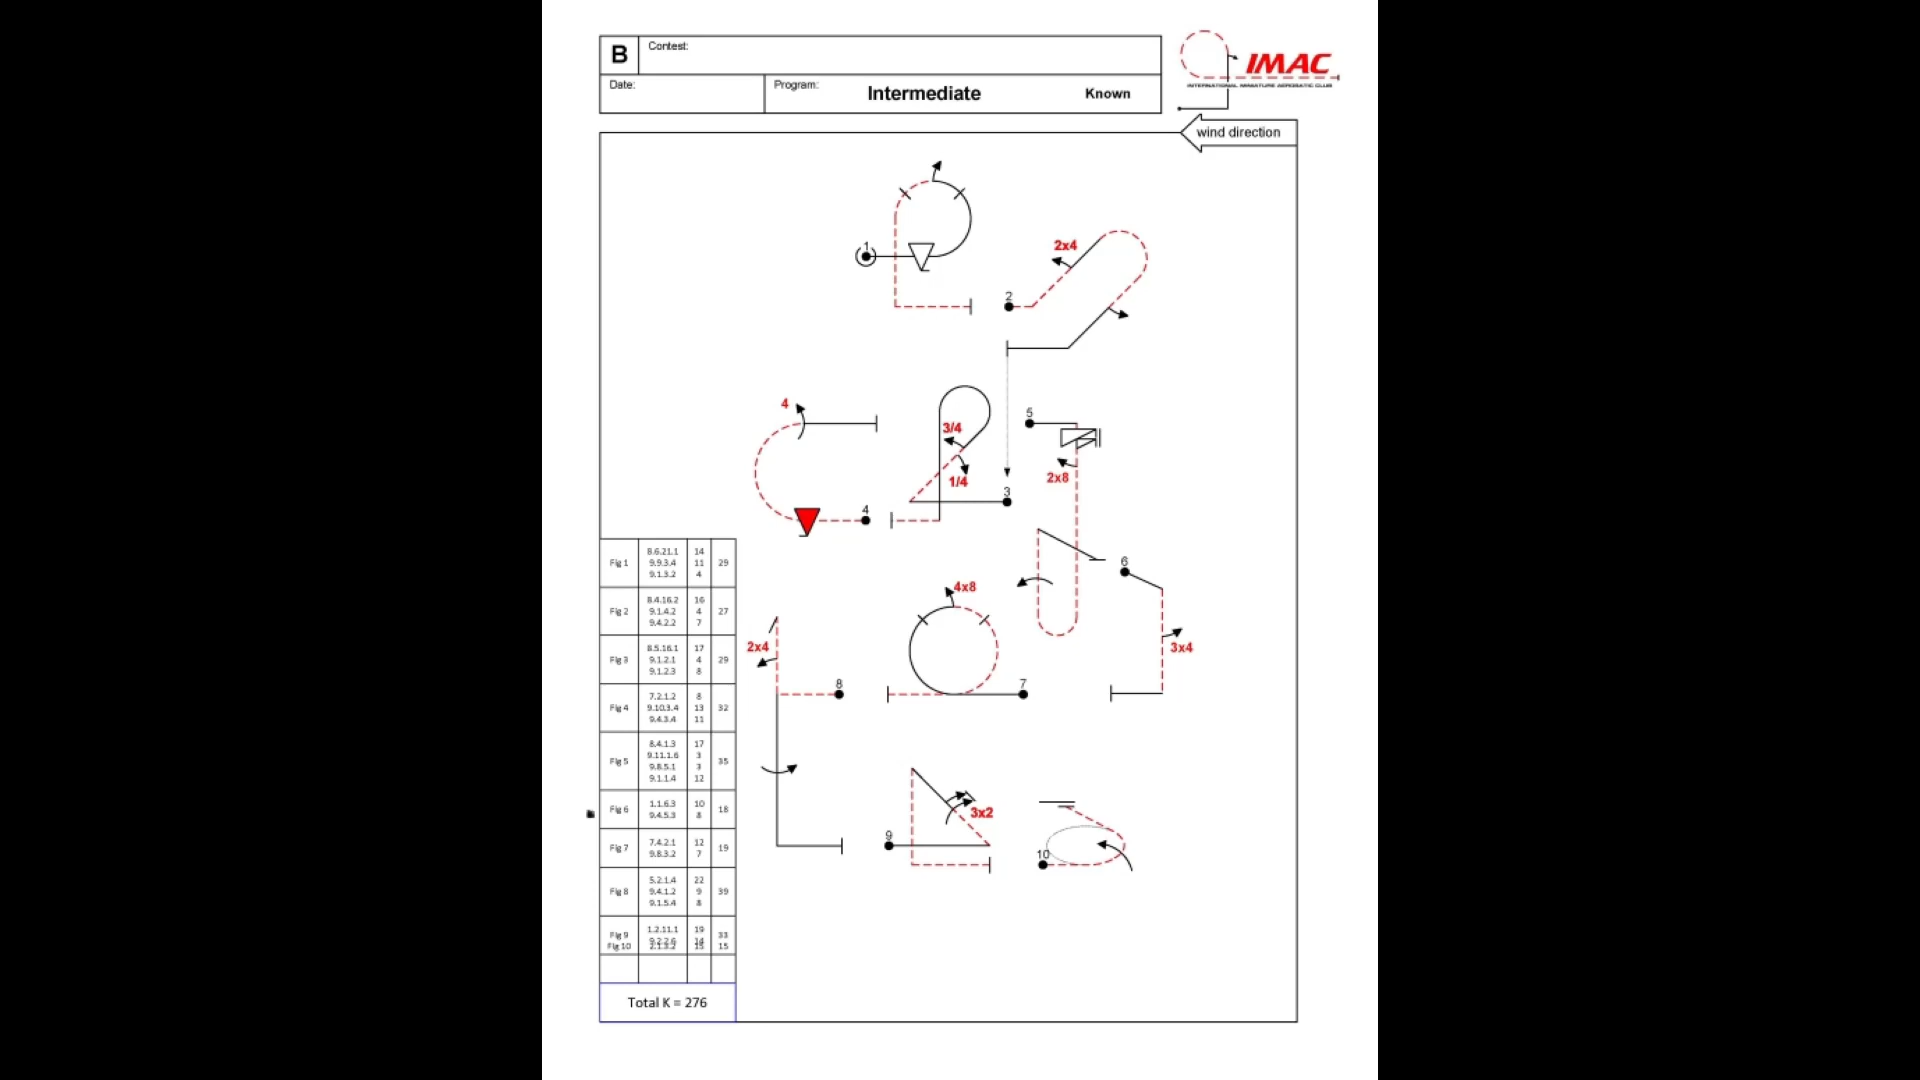 B
Contest:
Date:
Program:
Intermediate
Known
IMAC
INTERNATIONAL MINIATURE AEROBATIC CLUB
wind direction
1
2x4
2
4
3/4
1/4
5
2x8
3
4
6
4x8
3x4
2x4
8
7
3x2
9
10
Fig 1
8.6.21.1 14
9.9.3.4 11 29
9.1.3.2 4
Fig 2
8.4.16.2 16
9.1.4.2 4 27
9.4.2.2 7
Fig 3
8.5.16.1 17
9.1.2.1 4 29
9.1.2.3 8
Fig 4
7.2.1.2 8
9.10.3.4 13 32
9.4.3.4 11
Fig 5
8.4.1.3 17
9.11.1.6 3
9.8.5.1 3 35
9.1.1.4 12
Fig 6
1.1.6.3 10
9.4.5.3 8 18
Fig 7
7.4.2.1 12
9.8.3.2 7 19
Fig 8
5.2.1.4 22
9.4.1.2 9 39
9.1.5.4 8
Fig 9
1.2.11.1 19
33
Fig 10
15
Total K = 276